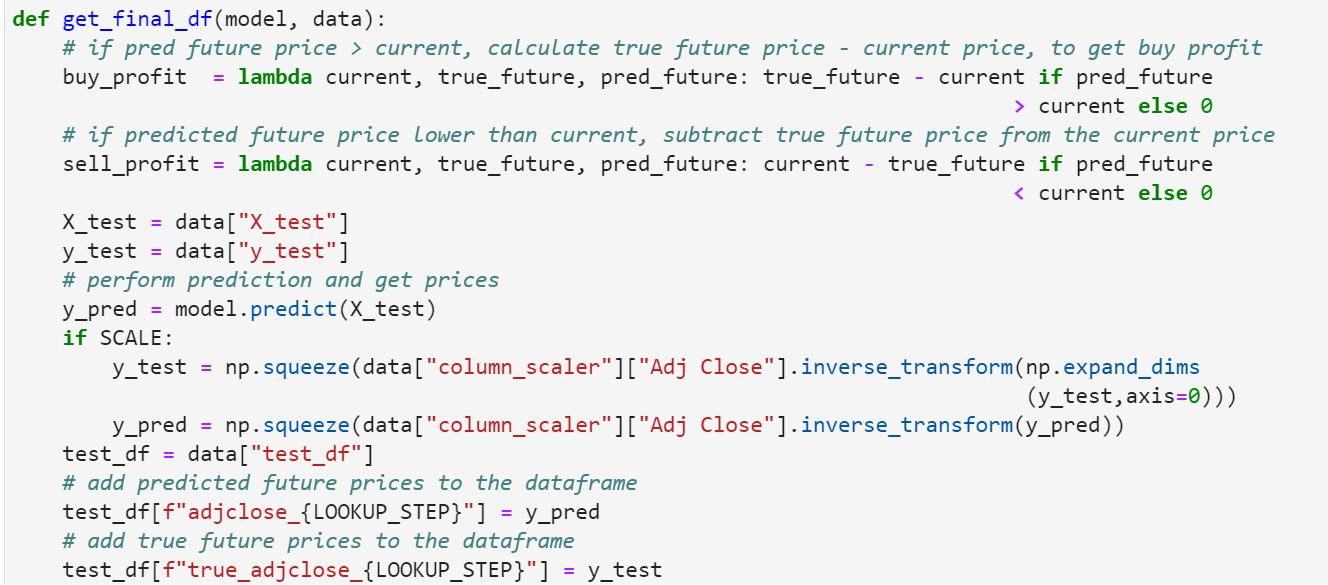 def get_final_df(model, data):
    # if pred future price > current, calculate true future price - current price, to get buy profit
    buy_profit  = lambda current, true_future, pred_future: true_future - current if pred_future
                                                                                > current else 0
    # if predicted future price lower than current, subtract true future price from the current price
    sell_profit = lambda current, true_future, pred_future: current - true_future if pred_future
                                                                                < current else 0
    X_test = data["X_test"]
    y_test = data["y_test"]
    # perform prediction and get prices
    y_pred = model.predict(X_test)
    if SCALE:
        y_test = np.squeeze(data["column_scaler"]["Adj Close"].inverse_transform(np.expand_dims
                                                                                 (y_test,axis=0)))
        y_pred = np.squeeze(data["column_scaler"]["Adj Close"].inverse_transform(y_pred))
    test_df = data["test_df"]
    # add predicted future prices to the dataframe
    test_df[f"adjclose_{LOOKUP_STEP}"] = y_pred
    # add true future prices to the dataframe
    test_df[f"true_adjclose_{LOOKUP_STEP}"] = y_test